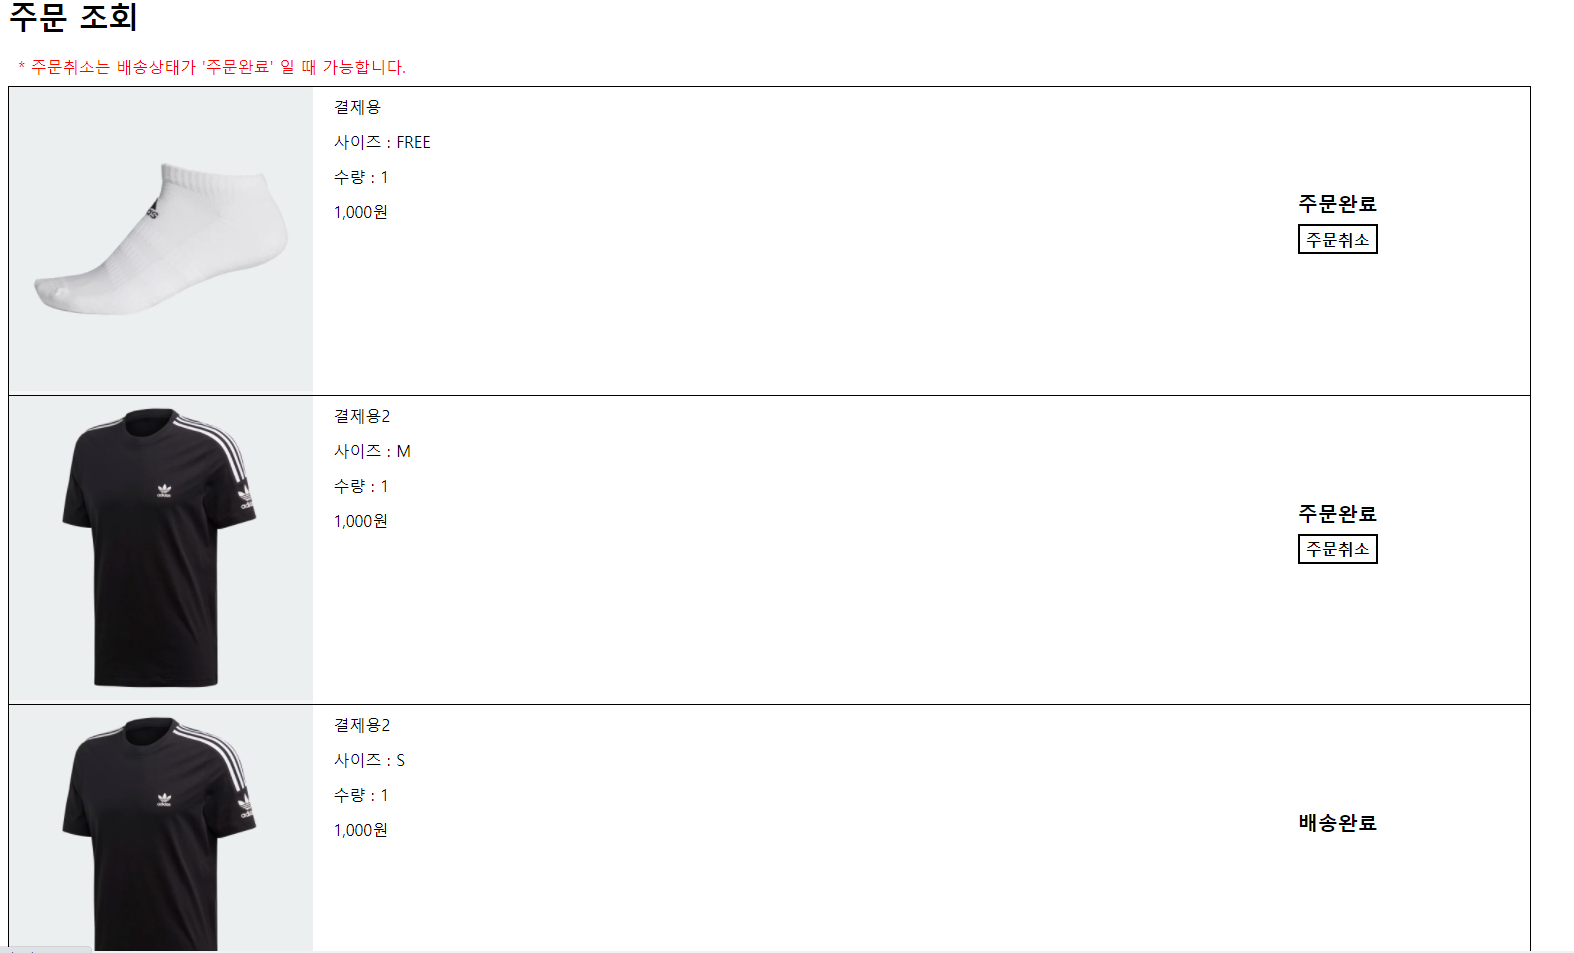 주문 조회
* 주문취소는 배송상태가 '주문완료' 일 때 가능합니다.
결제용
사이즈 : FREE
수량 : 1
1,000원
주문완료
주문취소
결제용2
사이즈 : M
수량 : 1
1,000원
adidas
주문완료
주문취소
결제용2
사이즈 : S
수량 : 1
1,000원
adidas
배송완료